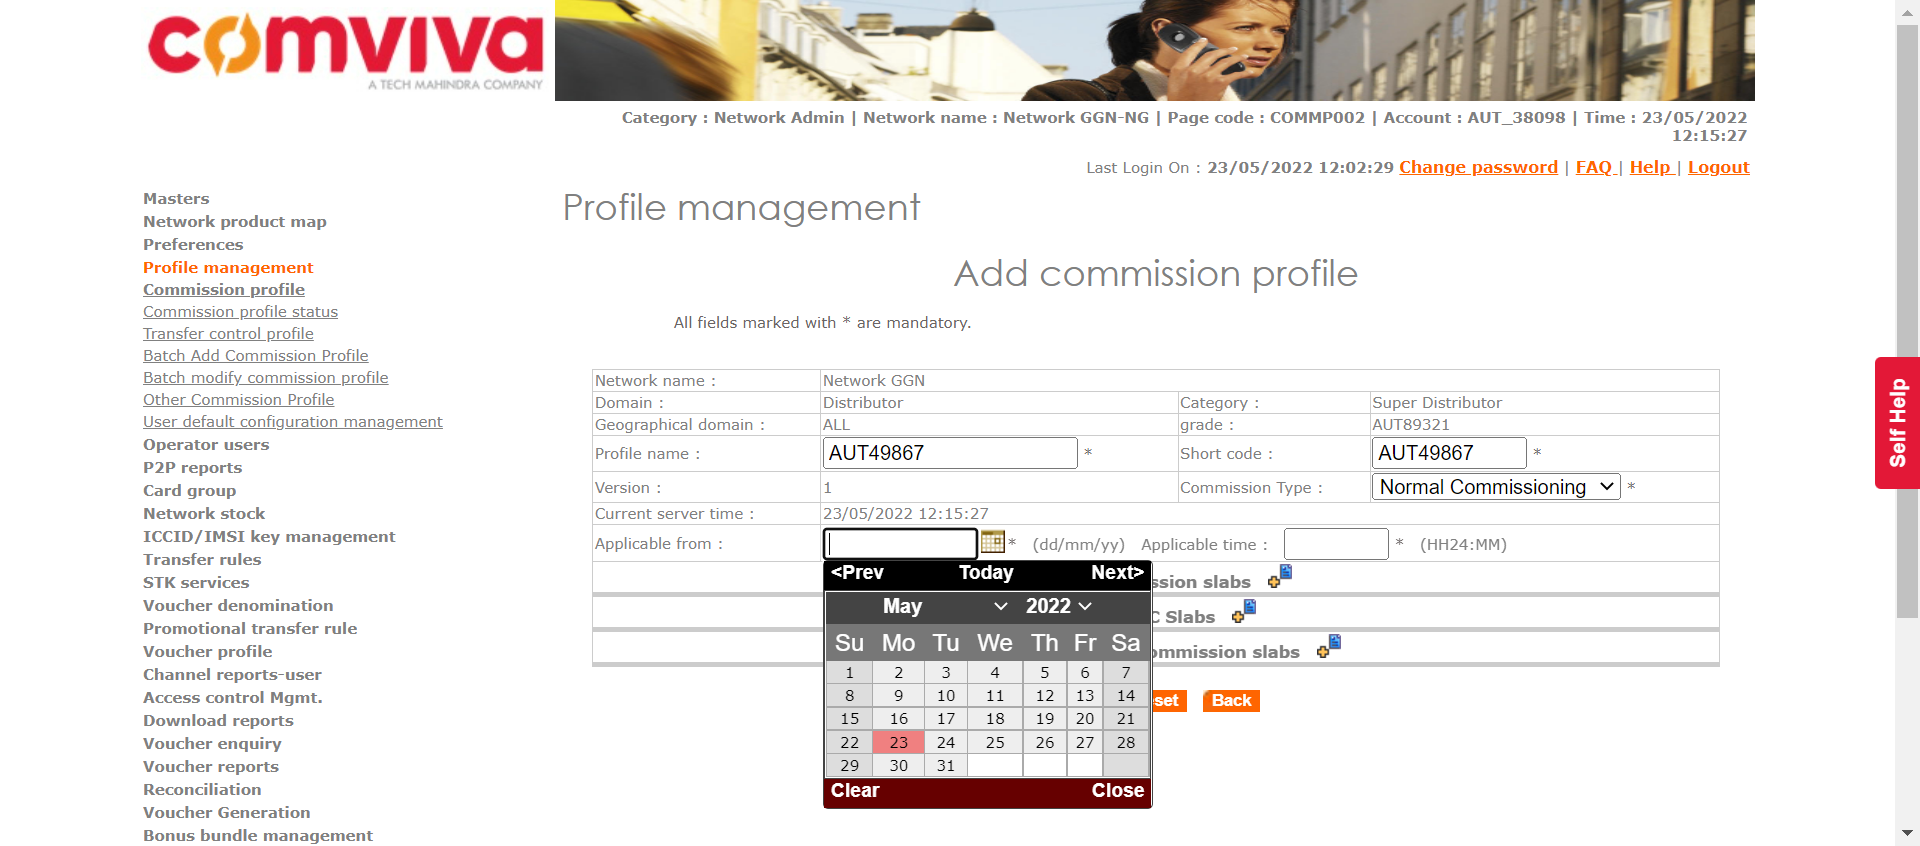 comviva
A TECH MAHINDRA COMPANY
Category : Network Admin | Network name : Network GGN-NG | Page code : COMMP002 | Account : AUT_38098 | Time : 23/05/2022
12:15:27
Last Login On : 23/05/2022 12:02:29 Change password | FAQ | Help | Logout
Masters
Network product map
Preferences
Profile management
Commission profile
Commission profile status
Transfer control profile
Batch Add Commission Profile
Batch modify commission profile
Other Commission Profile
User default configuration management
Operator users
P2P reports
Card group
Network stock
ICCID/IMSI key management
Transfer rules
STK services
Voucher denomination
Promotional transfer rule
Voucher profile
Channel reports-user
Access control Mgmt.
Download reports
Voucher enquiry
Voucher reports
Reconciliation
Voucher Generation
Bonus bundle management
Profile management
Add commission profile
All fields marked with * are mandatory.
Network name : Network GGN
Domain : Distributor Category : Super Distributor
Geographical domain : ALL grade : AUT89321
Profile name : AUT49867 * Short code : AUT49867 *
Version : 1 Commission Type : Normal Commissioning *
Current server time : 23/05/2022 12:15:27
Applicable from : * (dd/mm/yy) Applicable time : * (HH24:MM)
ssion slabs
C Slabs
ommission slabs
set Back
<Prev Today Next>
May 2022
Su Mo Tu We Th Fr Sa
1 2 3 4 5 6 7
8 9 10 11 12 13 14
15 16 17 18 19 20 21
22 23 24 25 26 27 28
29 30 31
Clear Close
Self Help